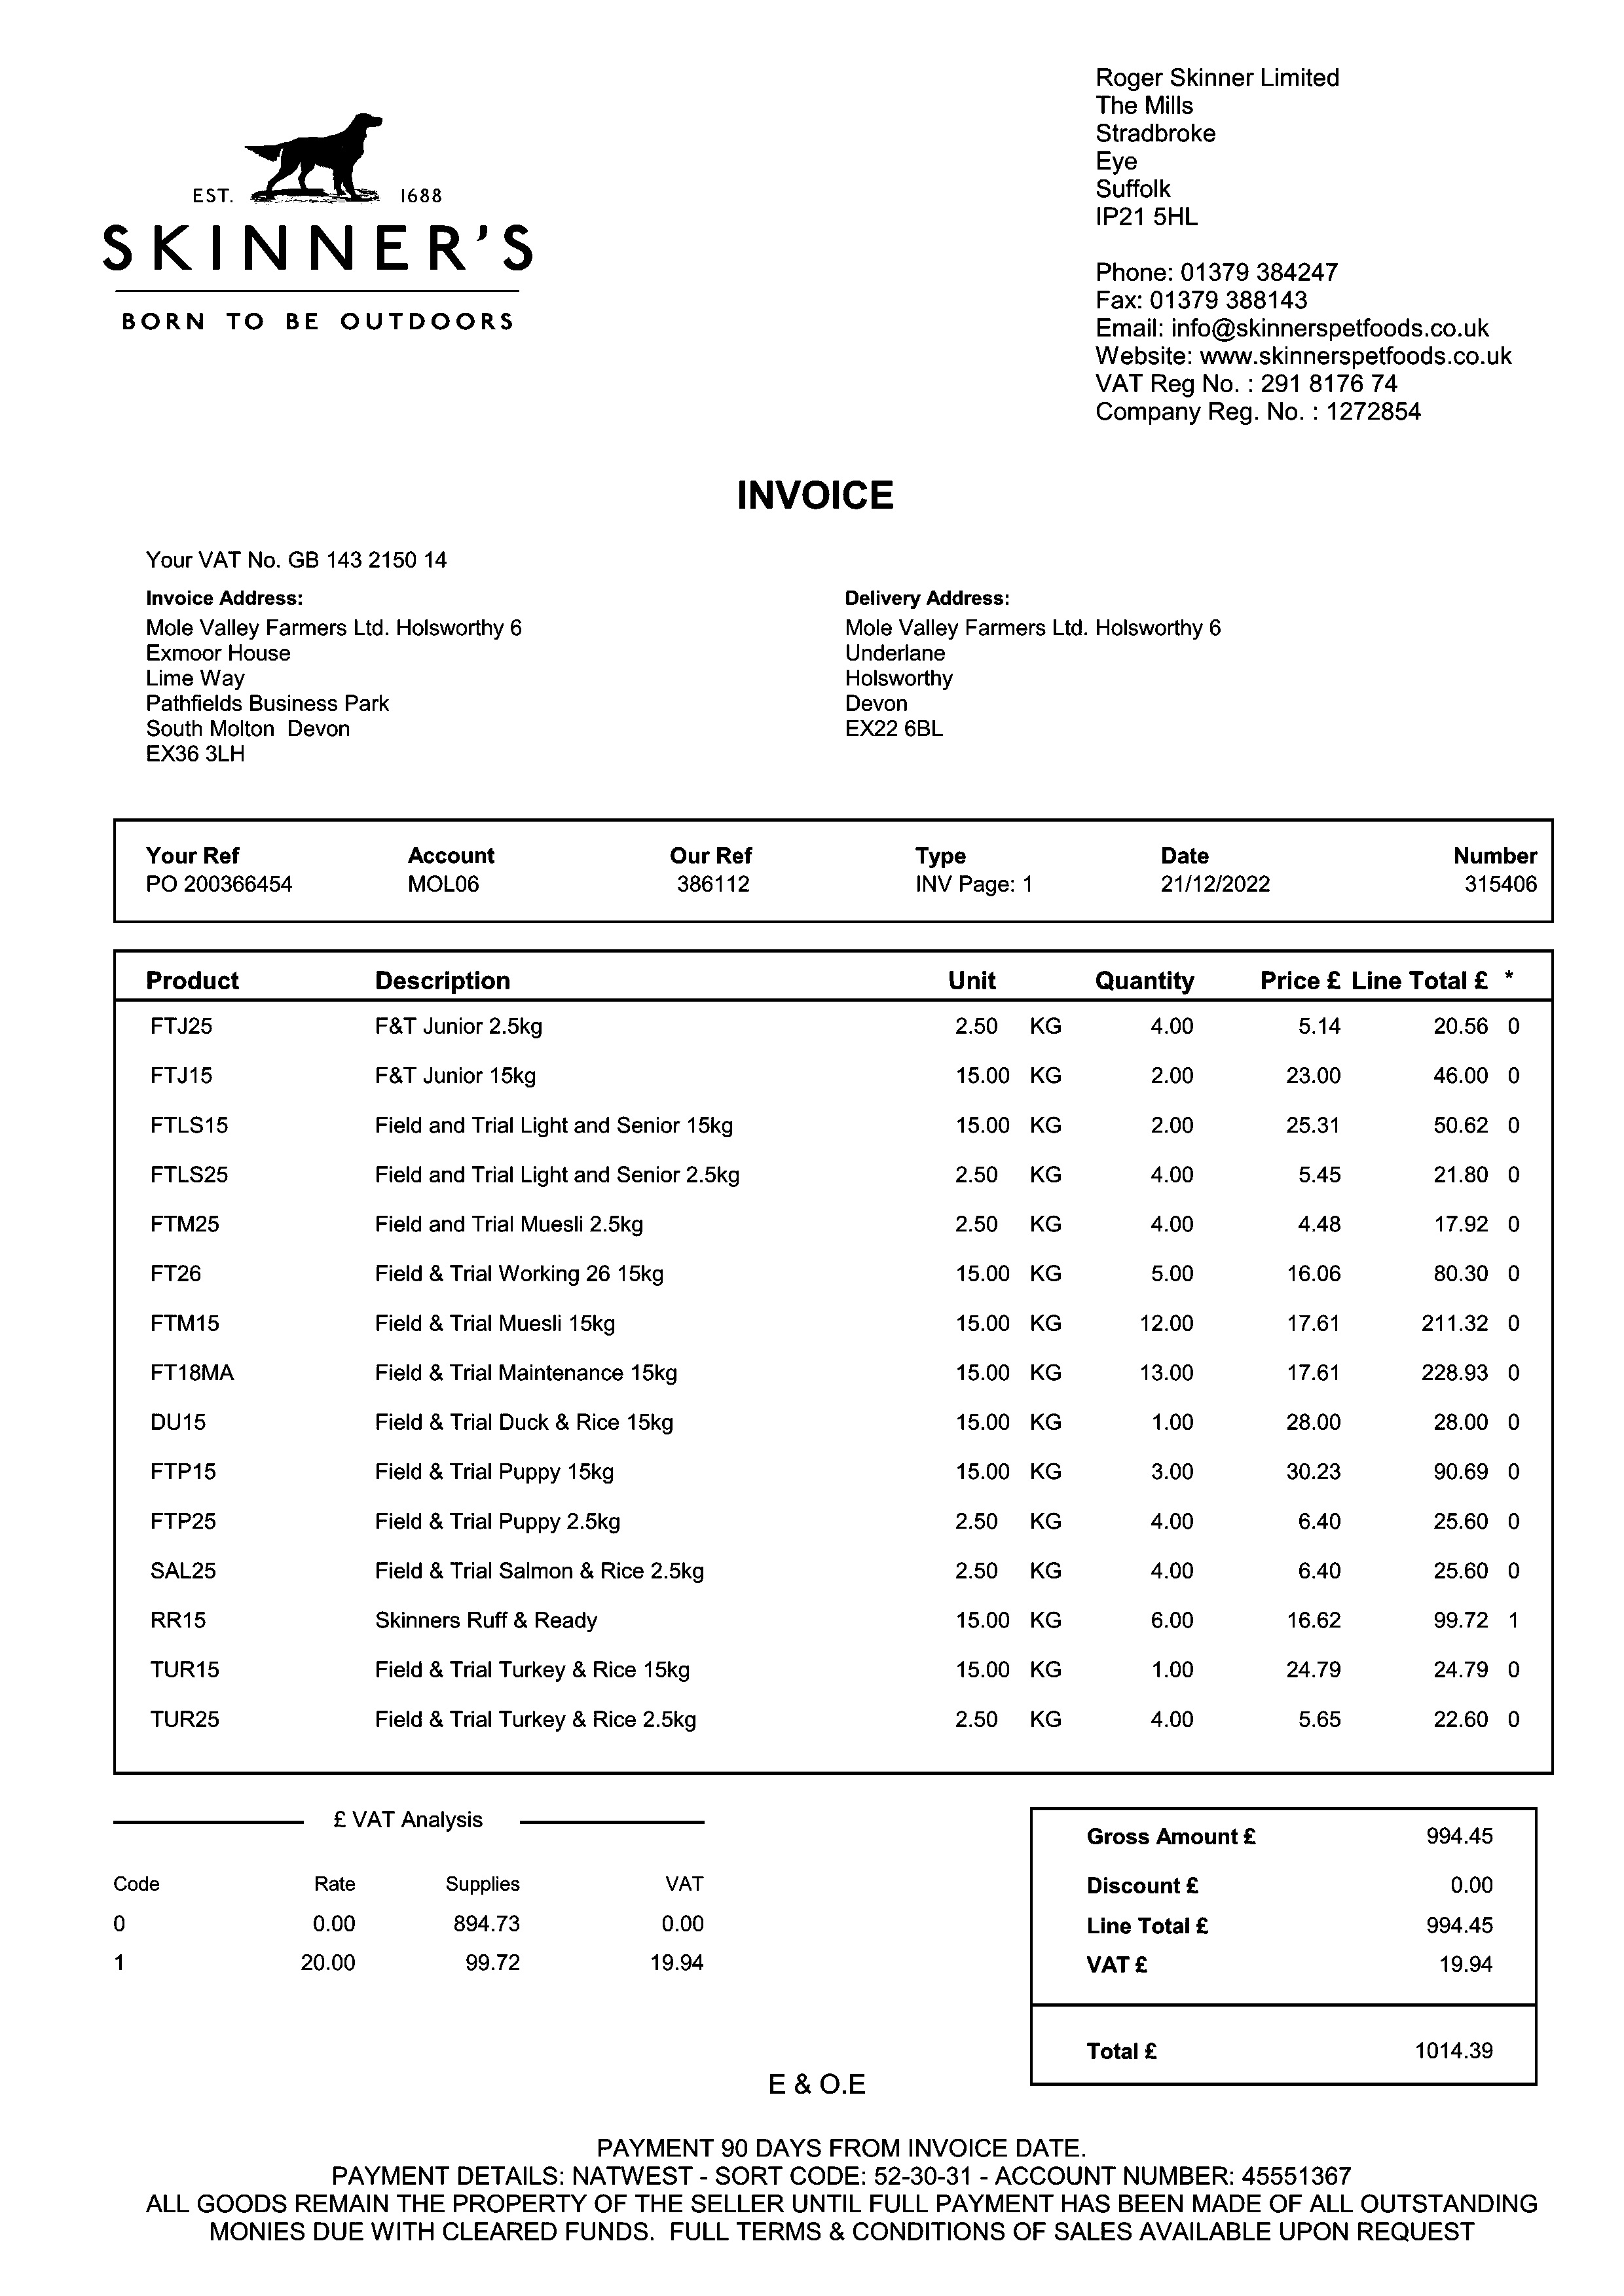 EST. 1688
SKINNER'S
BORN TO BE OUTDOORS
Roger Skinner Limited
The Mills
Stradbroke
Eye
Suffolk
IP21 5HL
Phone: 01379 384247
Fax: 01379 388143
Email: info@skinnerspetfoods.co.uk
Website: www.skinnerspetfoods.co.uk
VAT Reg No. : 291 8176 74
Company Reg. No. : 1272854
INVOICE
Your VAT No. GB 143 2150 14
Invoice Address:
Mole Valley Farmers Ltd. Holsworthy 6
Exmoor House
Lime Way
Pathfields Business Park
South Molton  Devon
EX36 3LH
Delivery Address:
Mole Valley Farmers Ltd. Holsworthy 6
Underlane
Holsworthy
Devon
EX22 6BL
Your Ref Account Our Ref Type Date Number
PO 200366454 MOL06 386112 INV Page: 1 21/12/2022 315406
Product Description Unit Quantity Price £ Line Total £ *
FTJ25 F&T Junior 2.5kg 2.50 KG 4.00 5.14 20.56 0
FTJ15 F&T Junior 15kg 15.00 KG 2.00 23.00 46.00 0
FTLS15 Field and Trial Light and Senior 15kg 15.00 KG 2.00 25.31 50.62 0
FTLS25 Field and Trial Light and Senior 2.5kg 2.50 KG 4.00 5.45 21.80 0
FTM25 Field and Trial Muesli 2.5kg 2.50 KG 4.00 4.48 17.92 0
FT26 Field & Trial Working 26 15kg 15.00 KG 5.00 16.06 80.30 0
FTM15 Field & Trial Muesli 15kg 15.00 KG 12.00 17.61 211.32 0
FT18MA Field & Trial Maintenance 15kg 15.00 KG 13.00 17.61 228.93 0
DU15 Field & Trial Duck & Rice 15kg 15.00 KG 1.00 28.00 28.00 0
FTP15 Field & Trial Puppy 15kg 15.00 KG 3.00 30.23 90.69 0
FTP25 Field & Trial Puppy 2.5kg 2.50 KG 4.00 6.40 25.60 0
SAL25 Field & Trial Salmon & Rice 2.5kg 2.50 KG 4.00 6.40 25.60 0
RR15 Skinners Ruff & Ready 15.00 KG 6.00 16.62 99.72 1
TUR15 Field & Trial Turkey & Rice 15kg 15.00 KG 1.00 24.79 24.79 0
TUR25 Field & Trial Turkey & Rice 2.5kg 2.50 KG 4.00 5.65 22.60 0
£ VAT Analysis
Code Rate Supplies VAT
0 0.00 894.73 0.00
1 20.00 99.72 19.94
Gross Amount £ 994.45
Discount £ 0.00
Line Total £ 994.45
VAT £ 19.94
Total £ 1014.39
E & O.E
PAYMENT 90 DAYS FROM INVOICE DATE.
PAYMENT DETAILS: NATWEST - SORT CODE: 52-30-31 - ACCOUNT NUMBER: 45551367
ALL GOODS REMAIN THE PROPERTY OF THE SELLER UNTIL FULL PAYMENT HAS BEEN MADE OF ALL OUTSTANDING
MONIES DUE WITH CLEARED FUNDS.  FULL TERMS & CONDITIONS OF SALES AVAILABLE UPON REQUEST